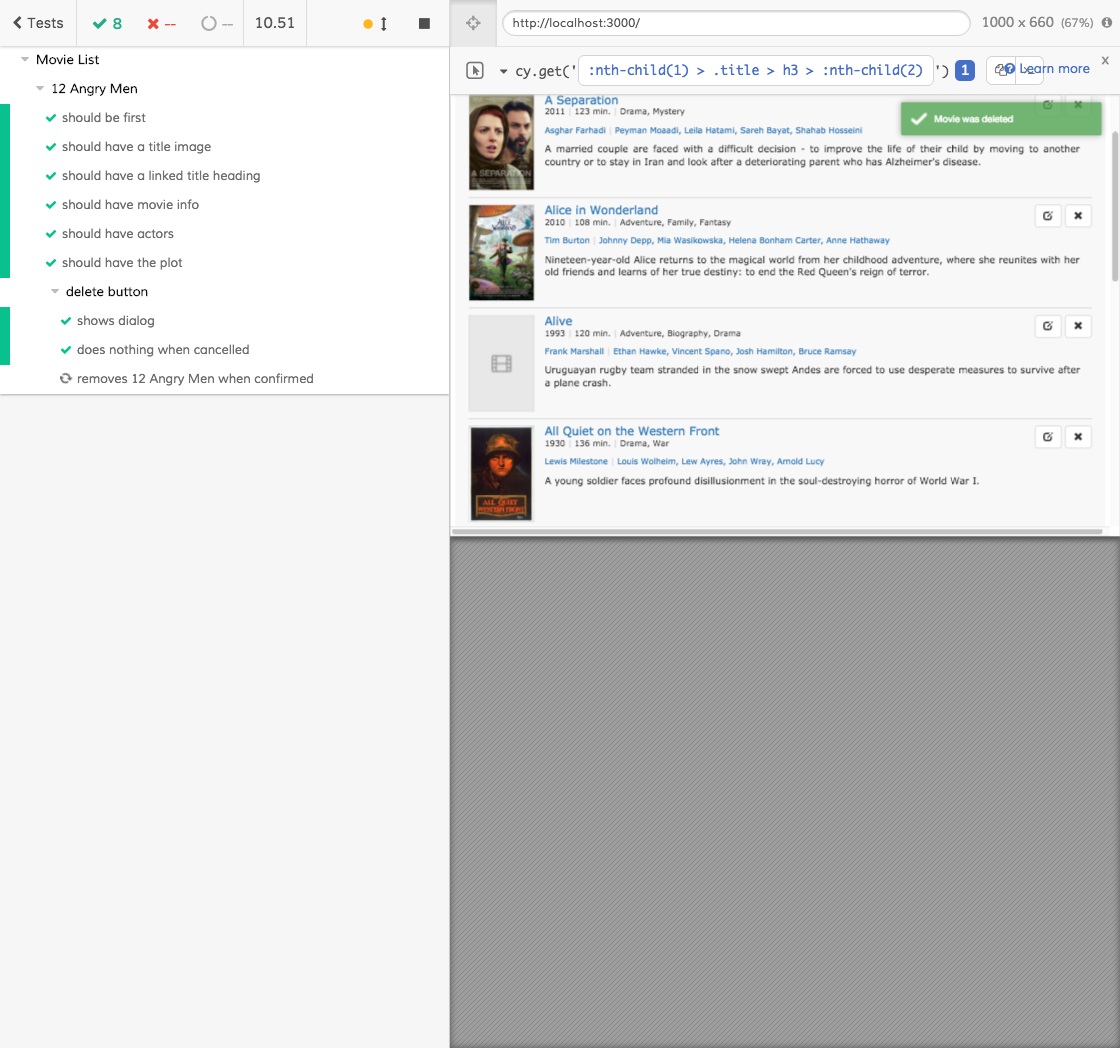 Tests
8
--
--
10.51
Movie List
12 Angry Men
should be first
should have a title image
should have a linked title heading
should have movie info
should have actors
should have the plot
delete button
shows dialog
does nothing when cancelled
removes 12 Angry Men when confirmed
http://localhost:3000/
1000 x 660 (67%)
cy.get(' :nth-child(1) > .title > h3 > :nth-child(2) ') 1
Learn more
x
Movie was deleted
A SEPARATION
A Separation
2011 | 123 min. | Drama, Mystery
Asghar Farhadi | Peyman Moaadi, Leila Hatami, Sareh Bayat, Shahab Hosseini
A married couple are faced with a difficult decision - to improve the life of their child by moving to another
country or to stay in Iran and look after a deteriorating parent who has Alzheimer's disease.
Alice in Wonderland
2010 | 108 min. | Adventure, Family, Fantasy
Tim Burton | Johnny Depp, Mia Wasikowska, Helena Bonham Carter, Anne Hathaway
Nineteen-year-old Alice returns to the magical world from her childhood adventure, where she reunites with her
old friends and learns of her true destiny: to end the Red Queen's reign of terror.
Alive
1993 | 120 min. | Adventure, Biography, Drama
Frank Marshall | Ethan Hawke, Vincent Spano, Josh Hamilton, Bruce Ramsay
Uruguayan rugby team stranded in the snow swept Andes are forced to use desperate measures to survive after
a plane crash.
ALL QUIET
WESTERN FRONT
All Quiet on the Western Front
1930 | 136 min. | Drama, War
Lewis Milestone | Louis Wolheim, Lew Ayres, John Wray, Arnold Lucy
A young soldier faces profound disillusionment in the soul-destroying horror of World War I.